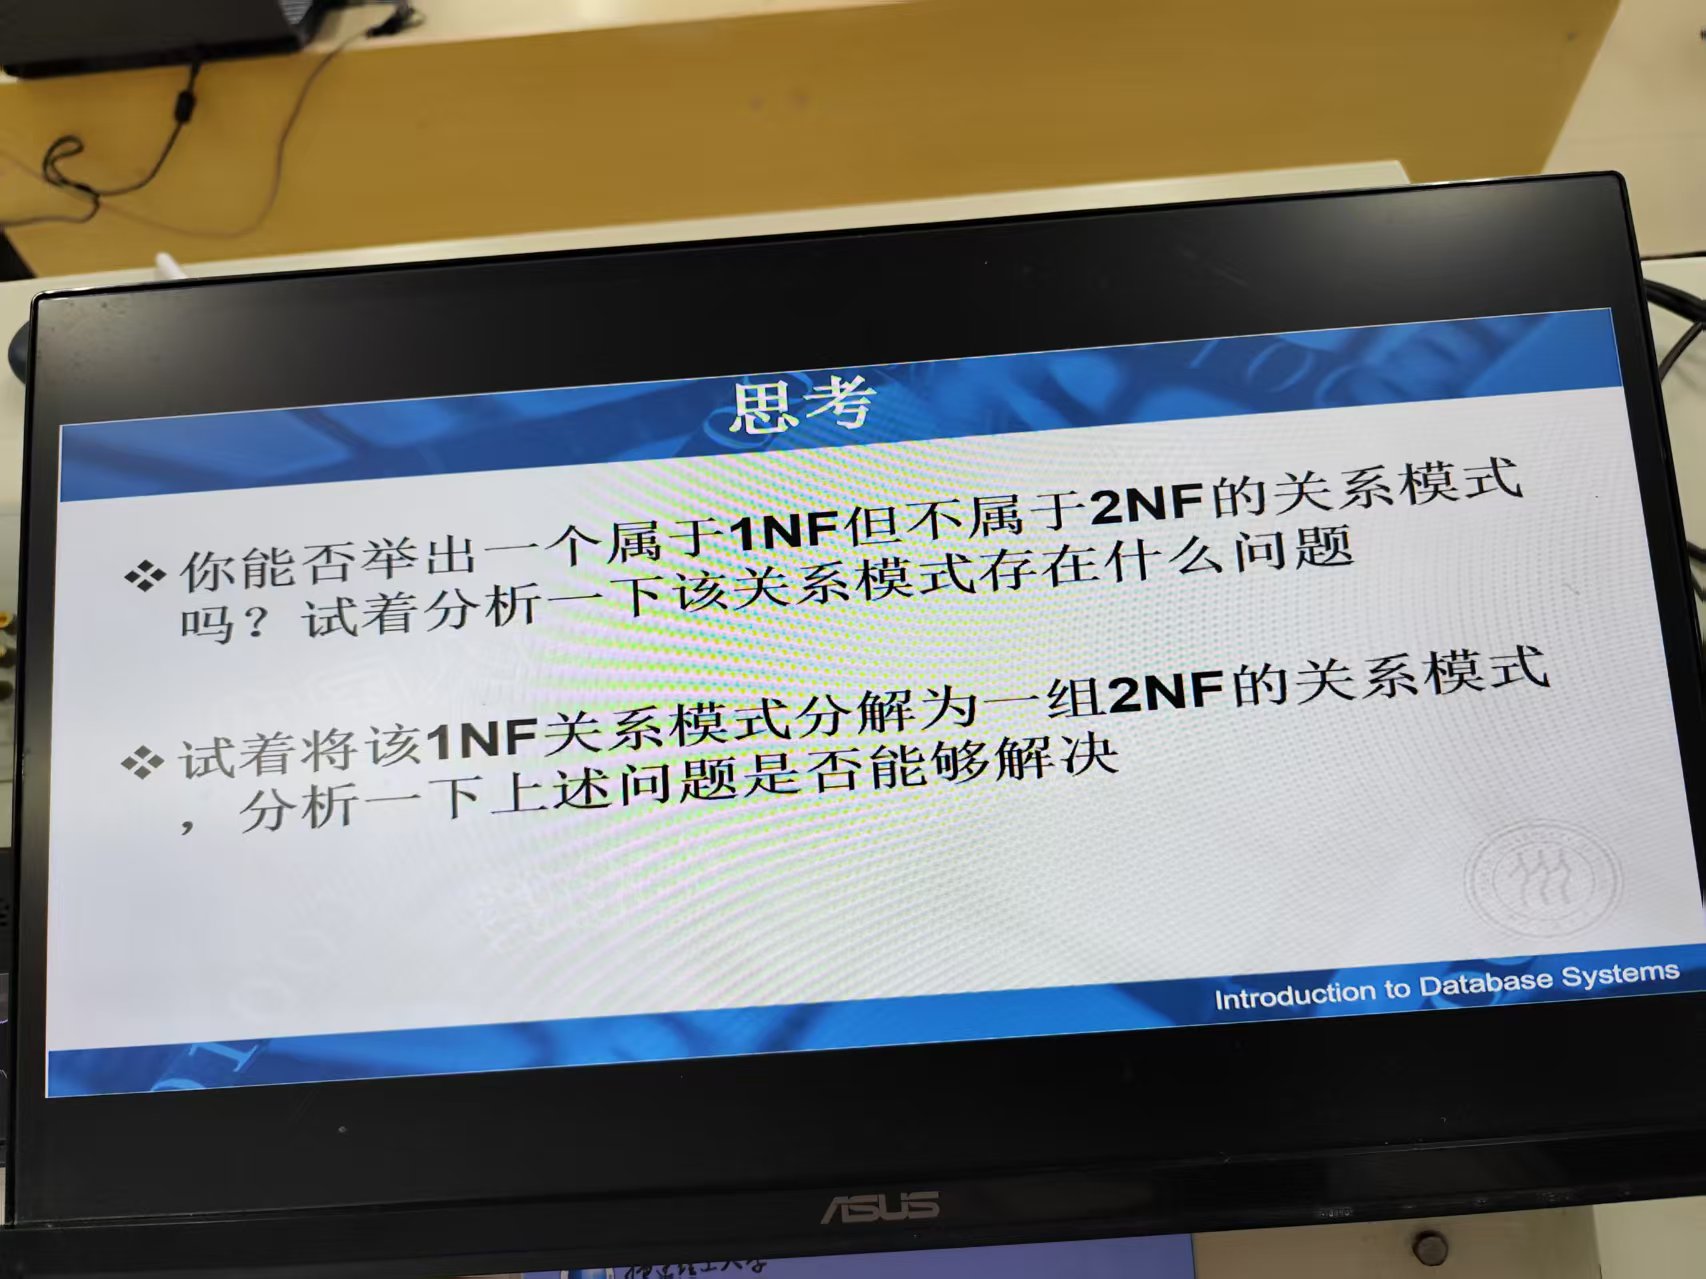 思考
❖你能否举出一个属于1NF但不属于2NF的关系模式
吗？试着分析一下该关系模式存在什么问题
❖试着将该1NF关系模式分解为一组2NF的关系模式
，分析一下上述问题是否能够解决
Introduction to Database Systems
ASUS